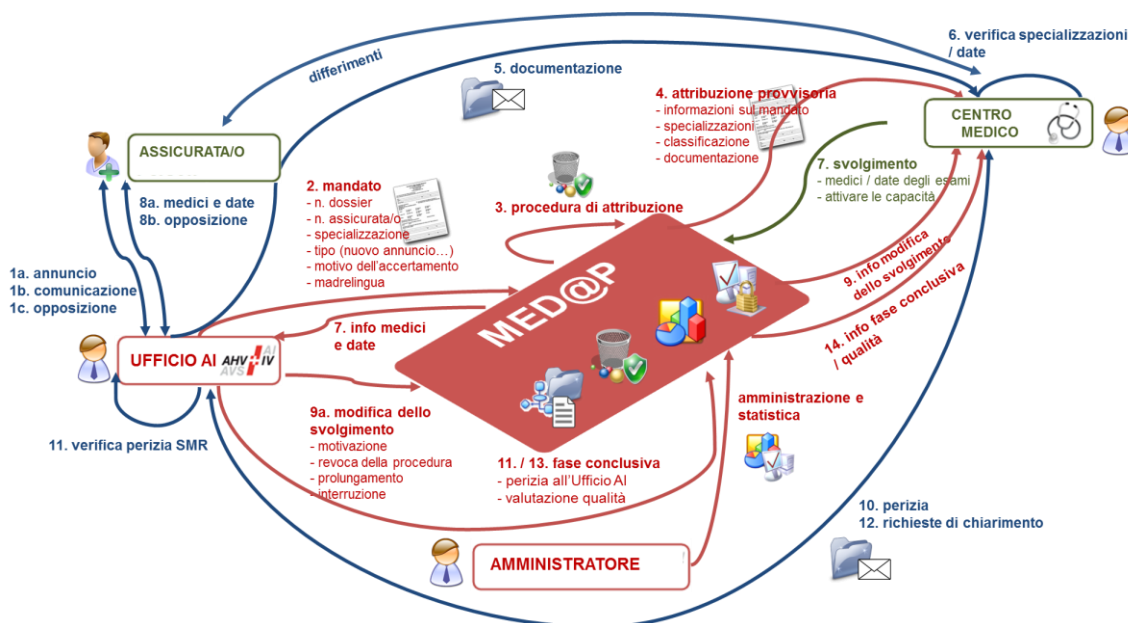 6. verifica specializzazioni
/ date
differimenti
5. documentazione
4. attribuzione provvisoria
- informazioni sul mandato
- specializzazioni
- classificazione
- documentazione
CENTRO
MEDICO
ASSICURATA/O
7. svolgimento
- medici / date degli esami
- attivare le capacità
8a. medici e date
8b. opposizione
2. mandato
- n. dossier
- n. assicurata/o
- specializzazione
- tipo (nuovo annuncio…)
- motivo dell'accertamento
- madrelingua
3. procedura di attribuzione
1a. annuncio
1b. comunicazione
1c. opposizione
MED@P
9. info modifica
dello svolgimento
7. info medici
e date
14. info fase conclusiva
/ qualità
UFFICIO AI
AHV AI
AVS IV
9a. modifica dello
svolgimento
- motivazione
- revoca della procedura
- prolungamento
- interruzione
amministrazione e
statistica
11. verifica perizia SMR
11. / 13. fase conclusiva
- perizia all'Ufficio AI
- valutazione qualità
10. perizia
12. richieste di chiarimento
AMMINISTRATORE